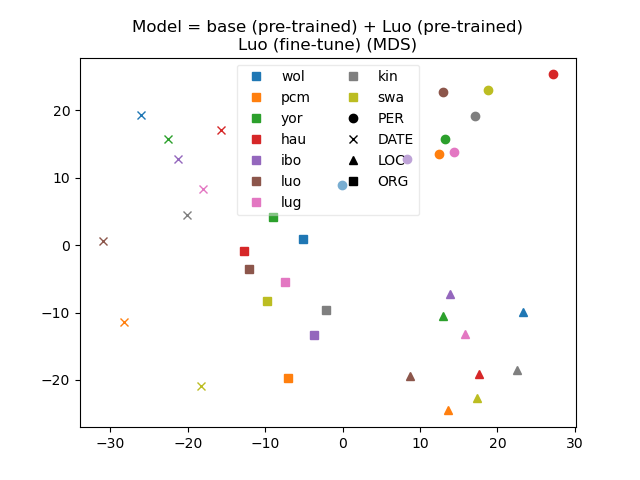 Model = base (pre-trained) + Luo (pre-trained)
Luo (fine-tune) (MDS)
wol
pcm
yor
hau
ibo
luo
lug
kin
swa
PER
DATE
LOC
ORG
20
10
0
−10
−20
−30 −20 −10 0 10 20 30